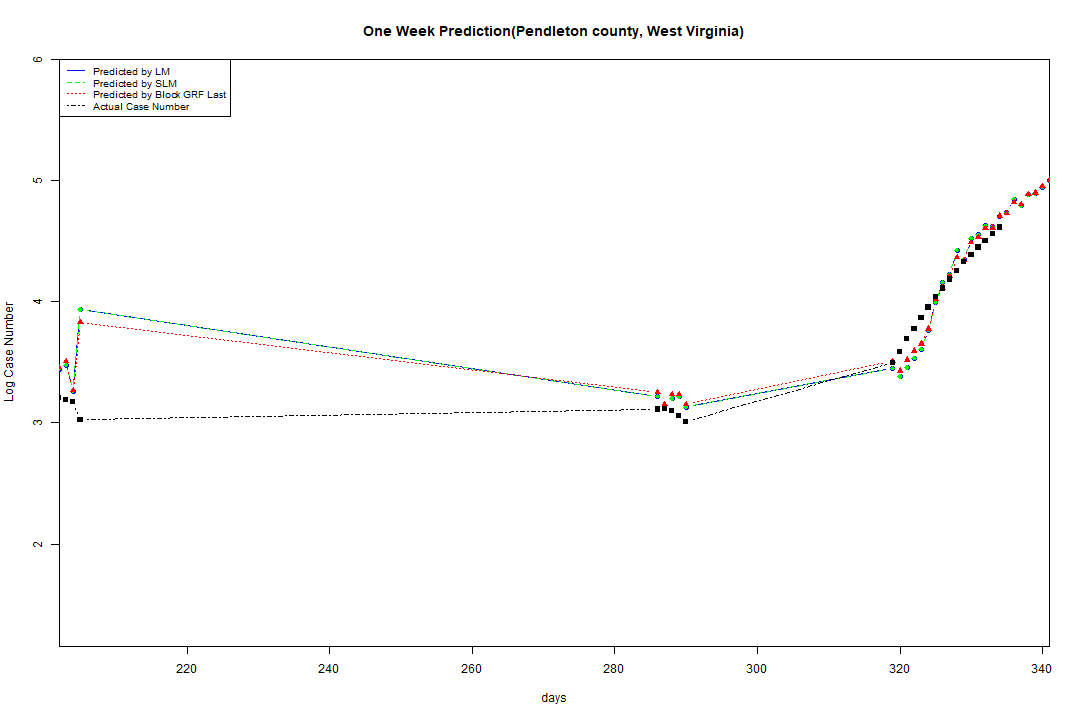 One Week Prediction(Pendleton county, West Virginia)
Predicted by LM
Predicted by SLM
Predicted by Block GRF Last
Actual Case Number
6
5
4
3
2
Log Case Number
220 240 260 280 300 320 340
days